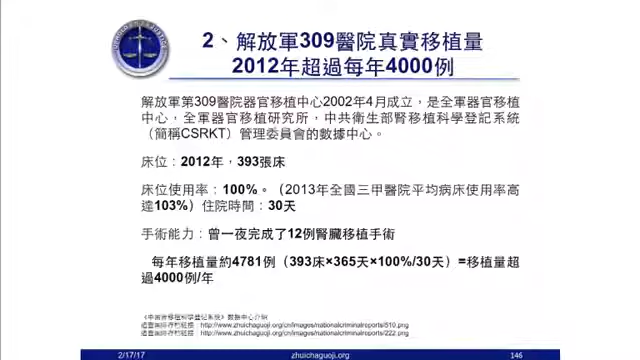 2、解放軍309醫院真實移植量
2012年超過每年4000例
解放軍第309醫院器官移植中心2002年4月成立，是全軍器官移植
中心，全軍器官移植研究所，中共衛生部腎移植科學登記系統
（簡稱CSRKT）管理委員會的數據中心。
床位：2012年，393張床
床位使用率：100%。（2013年全國三甲醫院平均病床使用率高
達103%）住院時間：30天
手術能力：曾一夜完成了12例腎臟移植手術
每年移植量約4781例（393床×365天×100%/30天）=移植量超
過4000例/年
數據中心介紹
http://www.zhuichaguoji.org/cn/images/nationalcriminalreports/510.png
http://www.zhuichaguoji.org/cn/images/nationalcriminalreports/222.png
2/17/17
zhuichaguoji.org
146